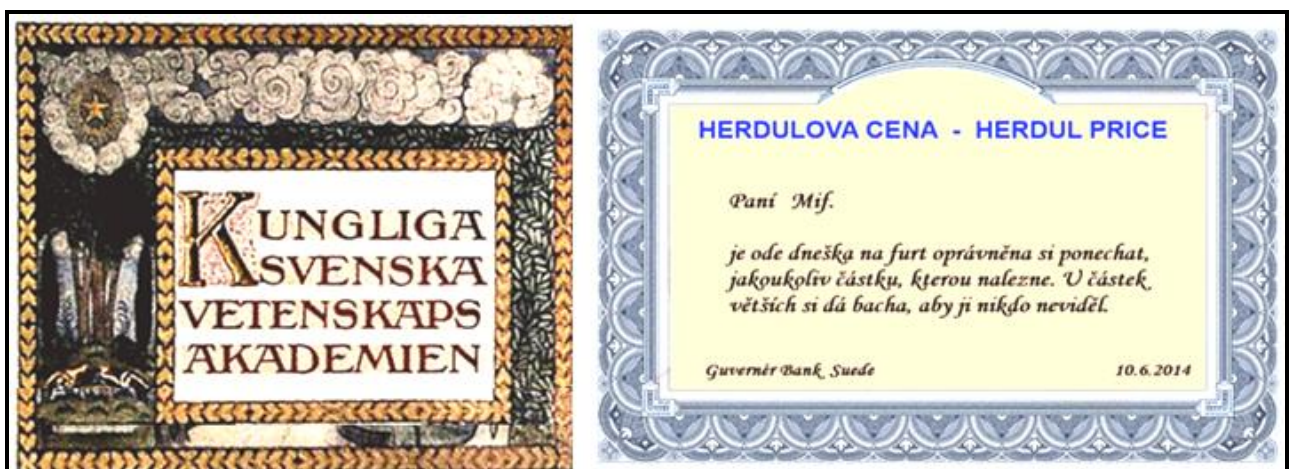 KUNGLIGA
SVENSKA
VETENSKAPS
AKADEMIEN
HERDULOVA CENA - HERDUL PRICE
Paní Mif.
je ode dneška na furt oprávněna si ponechat,
jakoukoliv částku, kterou nalezne. U částek
větších si dá bacha, aby ji nikdo neviděl.
Guvernér Bank Suede
10.6.2014